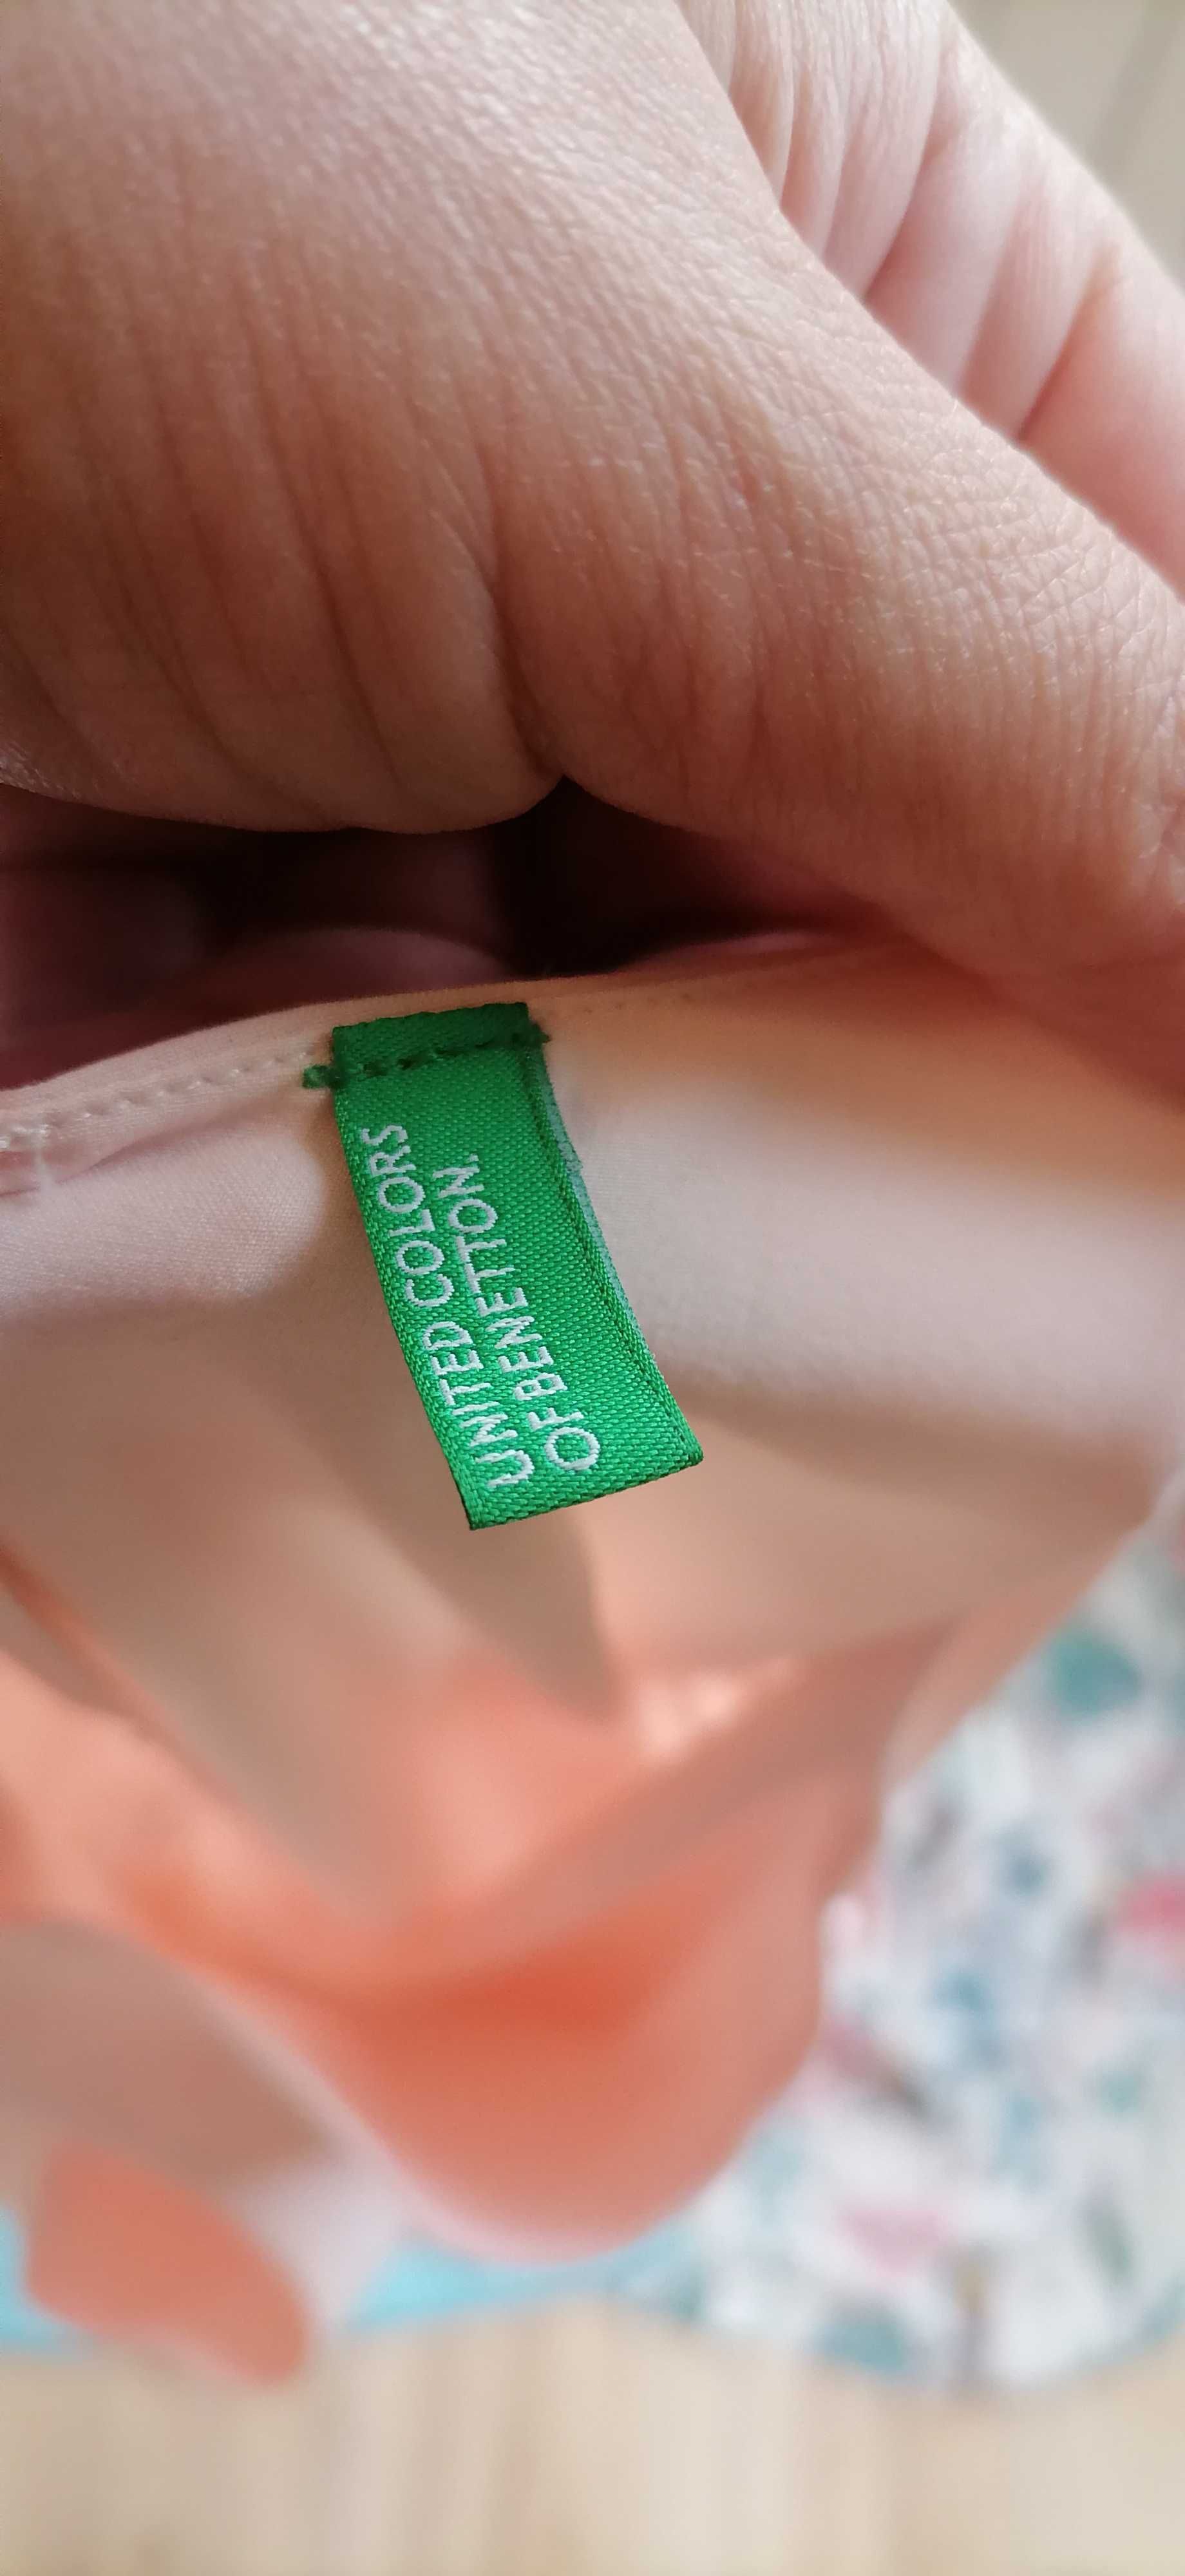 UNITED COLORS
OF BENETTON.